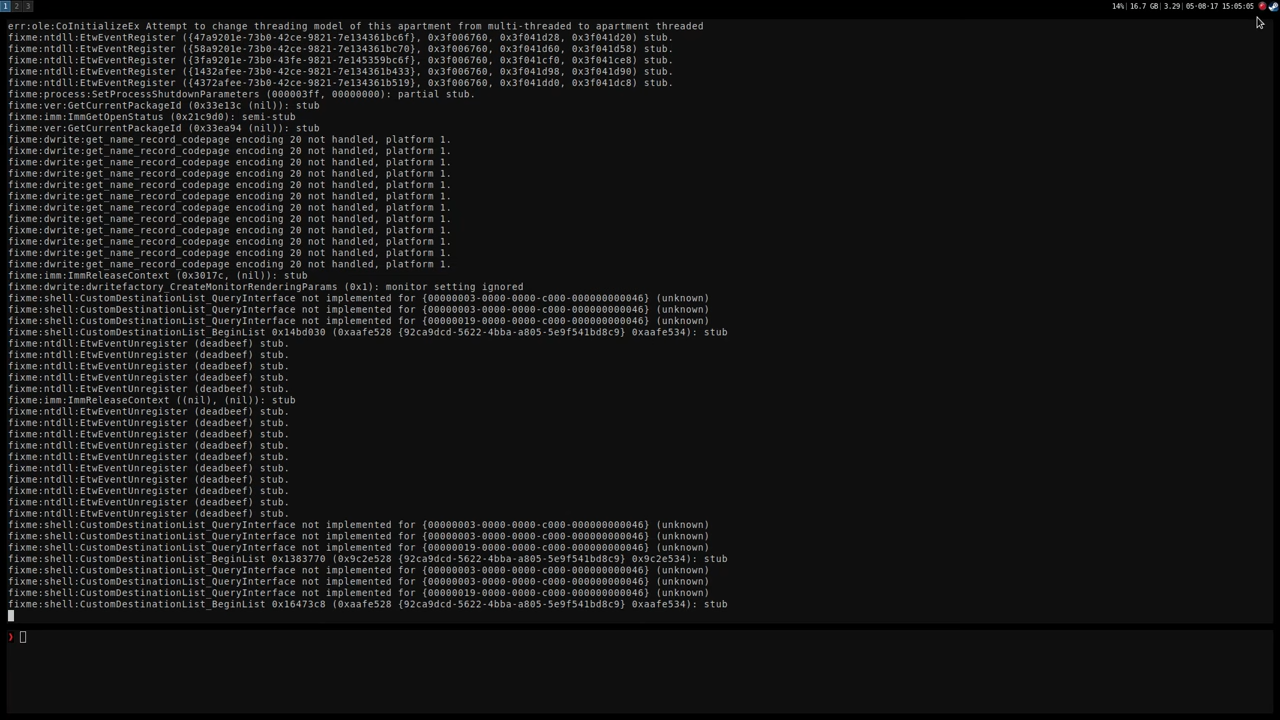 1 2 3
14%| 16.7 GB| 3.29| 05-08-17 15:05:05
err:ole:CoInitializeEx Attempt to change threading model of this apartment from multi-threaded to apartment threaded
fixme:ntdll:EtwEventRegister ({47a9201e-73b0-42ce-9821-7e134361bc6f}, 0x3f006760, 0x3f041d28, 0x3f041d20) stub.
fixme:ntdll:EtwEventRegister ({58a9201e-73b0-42ce-9821-7e134361bc70}, 0x3f006760, 0x3f041d60, 0x3f041d58) stub.
fixme:ntdll:EtwEventRegister ({3fa9201e-73b0-43fe-9821-7e145359bc6f}, 0x3f006760, 0x3f041cf0, 0x3f041ce8) stub.
fixme:ntdll:EtwEventRegister ({1432afee-73b0-42ce-9821-7e134361b433}, 0x3f006760, 0x3f041d98, 0x3f041d90) stub.
fixme:ntdll:EtwEventRegister ({4372afee-73b0-42ce-9821-7e134361b519}, 0x3f006760, 0x3f041dd0, 0x3f041dc8) stub.
fixme:process:SetProcessShutdownParameters (000003ff, 00000000): partial stub.
fixme:ver:GetCurrentPackageId (0x33e13c (nil)): stub
fixme:imm:ImmGetOpenStatus (0x21c9d0): semi-stub
fixme:ver:GetCurrentPackageId (0x33ea94 (nil)): stub
fixme:dwrite:get_name_record_codepage encoding 20 not handled, platform 1.
fixme:dwrite:get_name_record_codepage encoding 20 not handled, platform 1.
fixme:dwrite:get_name_record_codepage encoding 20 not handled, platform 1.
fixme:dwrite:get_name_record_codepage encoding 20 not handled, platform 1.
fixme:dwrite:get_name_record_codepage encoding 20 not handled, platform 1.
fixme:dwrite:get_name_record_codepage encoding 20 not handled, platform 1.
fixme:dwrite:get_name_record_codepage encoding 20 not handled, platform 1.
fixme:dwrite:get_name_record_codepage encoding 20 not handled, platform 1.
fixme:dwrite:get_name_record_codepage encoding 20 not handled, platform 1.
fixme:dwrite:get_name_record_codepage encoding 20 not handled, platform 1.
fixme:dwrite:get_name_record_codepage encoding 20 not handled, platform 1.
fixme:dwrite:get_name_record_codepage encoding 20 not handled, platform 1.
fixme:imm:ImmReleaseContext (0x3017c, (nil)): stub
fixme:dwrite:dwritefactory_CreateMonitorRenderingParams (0x1): monitor setting ignored
fixme:shell:CustomDestinationList_QueryInterface not implemented for {00000003-0000-0000-c000-000000000046} (unknown)
fixme:shell:CustomDestinationList_QueryInterface not implemented for {00000003-0000-0000-c000-000000000046} (unknown)
fixme:shell:CustomDestinationList_QueryInterface not implemented for {00000019-0000-0000-c000-000000000046} (unknown)
fixme:shell:CustomDestinationList_BeginList 0x14bd030 (0xaafe528 {92ca9dcd-5622-4bba-a805-5e9f541bd8c9} 0xaafe534): stub
fixme:ntdll:EtwEventUnregister (deadbeef) stub.
fixme:ntdll:EtwEventUnregister (deadbeef) stub.
fixme:ntdll:EtwEventUnregister (deadbeef) stub.
fixme:ntdll:EtwEventUnregister (deadbeef) stub.
fixme:ntdll:EtwEventUnregister (deadbeef) stub.
fixme:imm:ImmReleaseContext ((nil), (nil)): stub
fixme:ntdll:EtwEventUnregister (deadbeef) stub.
fixme:ntdll:EtwEventUnregister (deadbeef) stub.
fixme:ntdll:EtwEventUnregister (deadbeef) stub.
fixme:ntdll:EtwEventUnregister (deadbeef) stub.
fixme:ntdll:EtwEventUnregister (deadbeef) stub.
fixme:ntdll:EtwEventUnregister (deadbeef) stub.
fixme:ntdll:EtwEventUnregister (deadbeef) stub.
fixme:ntdll:EtwEventUnregister (deadbeef) stub.
fixme:ntdll:EtwEventUnregister (deadbeef) stub.
fixme:ntdll:EtwEventUnregister (deadbeef) stub.
fixme:shell:CustomDestinationList_QueryInterface not implemented for {00000003-0000-0000-c000-000000000046} (unknown)
fixme:shell:CustomDestinationList_QueryInterface not implemented for {00000003-0000-0000-c000-000000000046} (unknown)
fixme:shell:CustomDestinationList_QueryInterface not implemented for {00000019-0000-0000-c000-000000000046} (unknown)
fixme:shell:CustomDestinationList_BeginList 0x1383770 (0x9c2e528 {92ca9dcd-5622-4bba-a805-5e9f541bd8c9} 0x9c2e534): stub
fixme:shell:CustomDestinationList_QueryInterface not implemented for {00000003-0000-0000-c000-000000000046} (unknown)
fixme:shell:CustomDestinationList_QueryInterface not implemented for {00000003-0000-0000-c000-000000000046} (unknown)
fixme:shell:CustomDestinationList_QueryInterface not implemented for {00000019-0000-0000-c000-000000000046} (unknown)
fixme:shell:CustomDestinationList_BeginList 0x16473c8 (0xaafe528 {92ca9dcd-5622-4bba-a805-5e9f541bd8c9} 0xaafe534): stub
❯